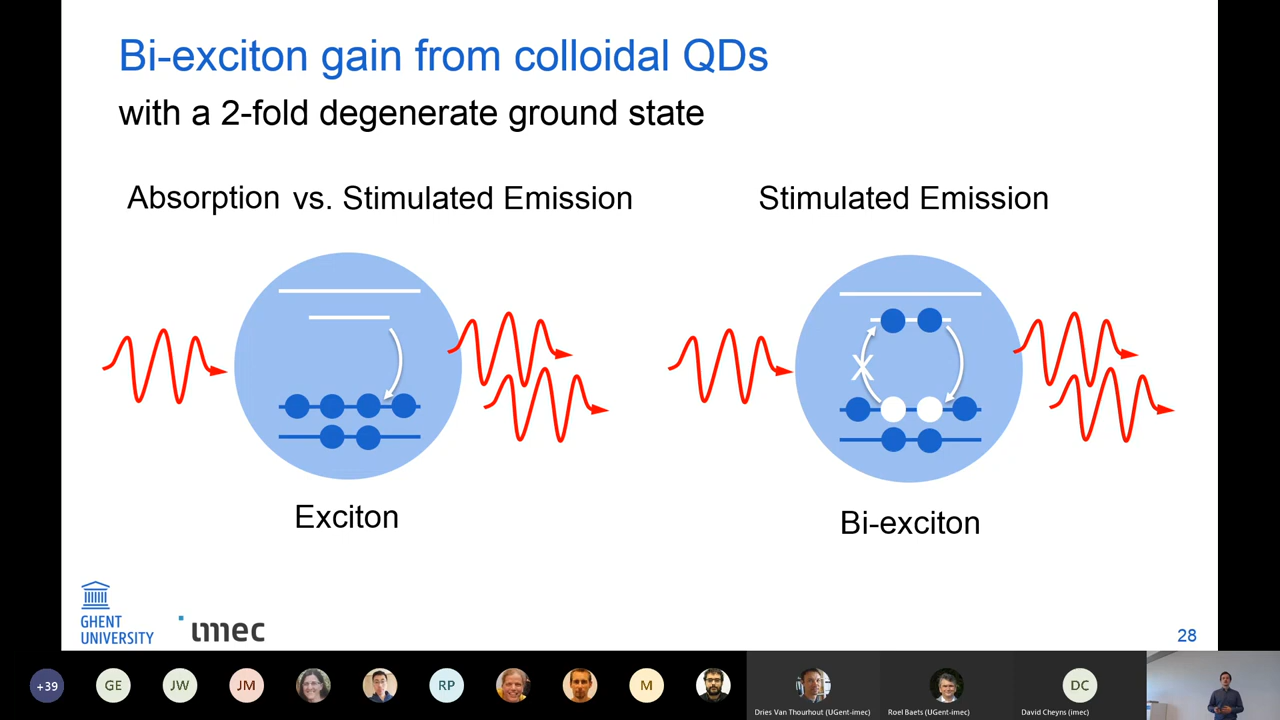 Bi-exciton gain from colloidal QDs
with a 2-fold degenerate ground state
Absorption vs. Stimulated Emission
Stimulated Emission
X
Exciton
Bi-exciton
GHENT
UNIVERSITY
imec
28
+39
GE
JW
JM
RP
M
DC
Dries Van Thourhout (UGent-imec)
Roel Baets (UGent-imec)
David Cheyns (imec)